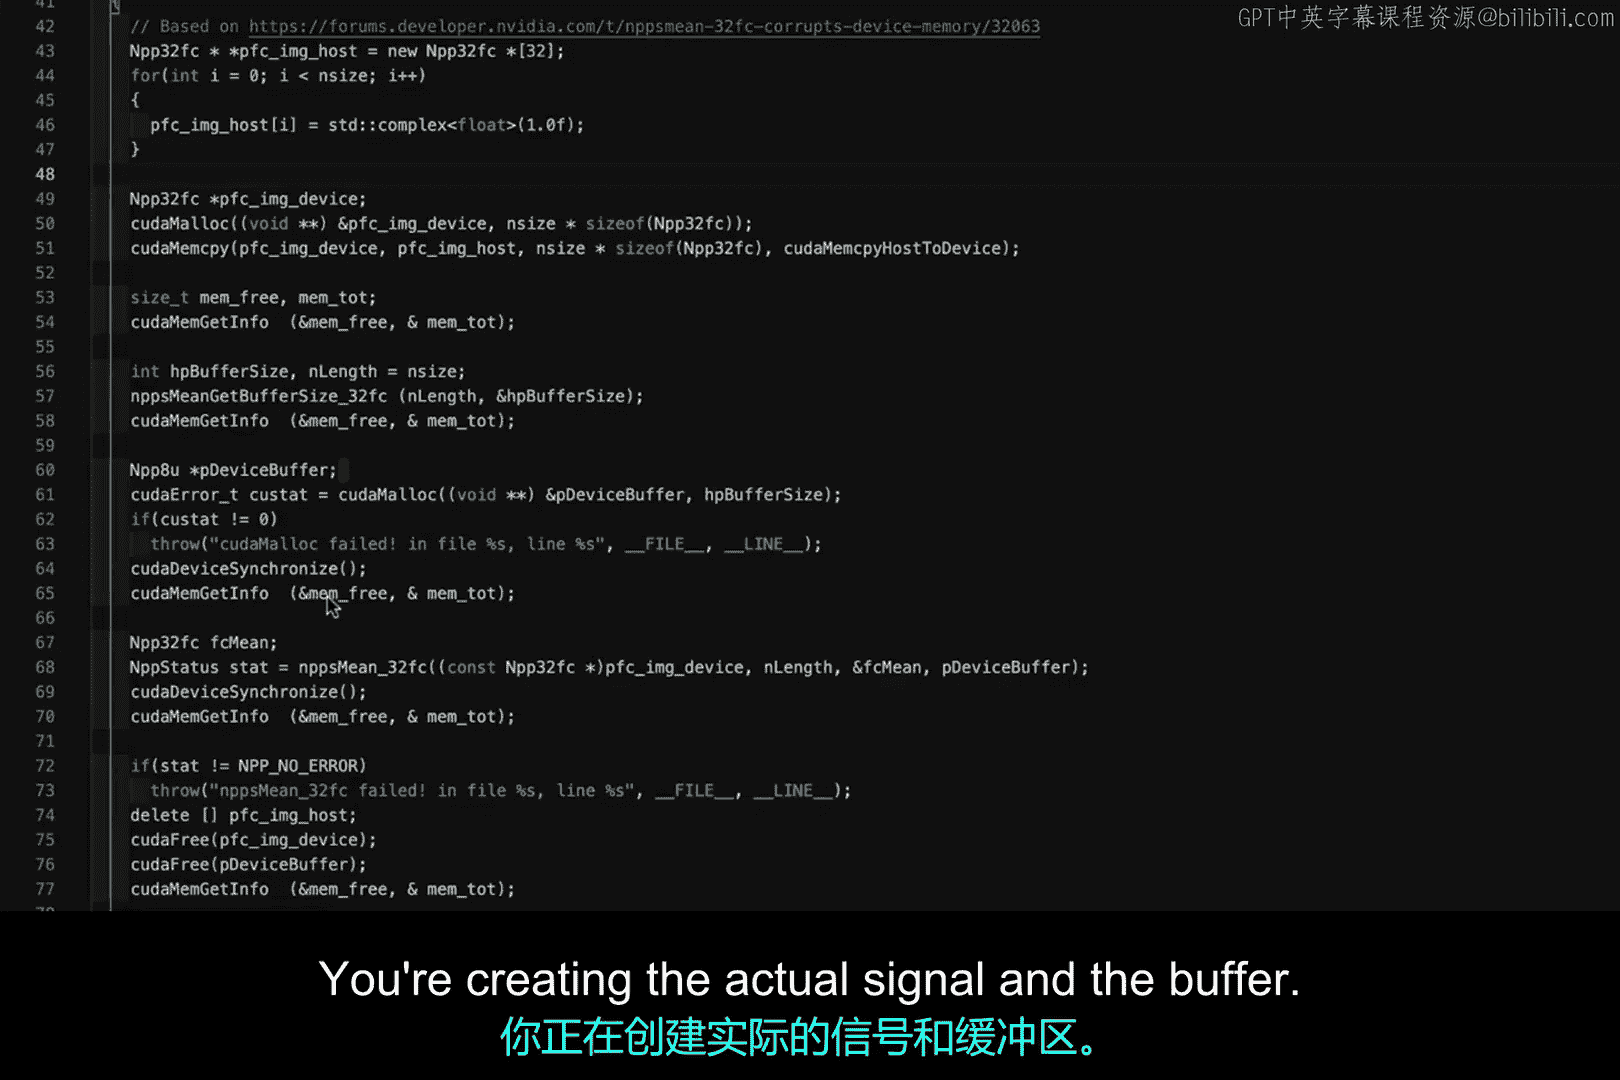 GPT中英字幕课程资源@bilibili.com
41 {
42 // Based on https://forums.developer.nvidia.com/t/nppsmean-32fc-corrupts-device-memory/32063
43 Npp32fc * *pfc_img_host = new Npp32fc *[32];
44 for(int i = 0; i < nsize; i++)
45 {
46 pfc_img_host[i] = std::complex<float>(1.0f);
47 }
48
49 Npp32fc *pfc_img_device;
50 cudaMalloc((void **) &pfc_img_device, nsize * sizeof(Npp32fc));
51 cudaMemcpy(pfc_img_device, pfc_img_host, nsize * sizeof(Npp32fc), cudaMemcpyHostToDevice);
52
53 size_t mem_free, mem_tot;
54 cudaMemGetInfo  (&mem_free, & mem_tot);
55
56 int hpBufferSize, nLength = nsize;
57 nppsMeanGetBufferSize_32fc (nLength, &hpBufferSize);
58 cudaMemGetInfo  (&mem_free, & mem_tot);
59
60 Npp8u *pDeviceBuffer;
61 cudaError_t custat = cudaMalloc((void **) &pDeviceBuffer, hpBufferSize);
62 if(custat != 0)
63 throw("cudaMalloc failed! in file %s, line %s", __FILE__, __LINE__);
64 cudaDeviceSynchronize();
65 cudaMemGetInfo  (&mem_free, & mem_tot);
66
67 Npp32fc fcMean;
68 NppStatus stat = nppsMean_32fc((const Npp32fc *)pfc_img_device, nLength, &fcMean, pDeviceBuffer);
69 cudaDeviceSynchronize();
70 cudaMemGetInfo  (&mem_free, & mem_tot);
71
72 if(stat != NPP_NO_ERROR)
73 throw("nppsMean_32fc failed! in file %s, line %s", __FILE__, __LINE__);
74 delete [] pfc_img_host;
75 cudaFree(pfc_img_device);
76 cudaFree(pDeviceBuffer);
77 cudaMemGetInfo  (&mem_free, & mem_tot);
You're creating the actual signal and the buffer.
你正在创建实际的信号和缓冲区。